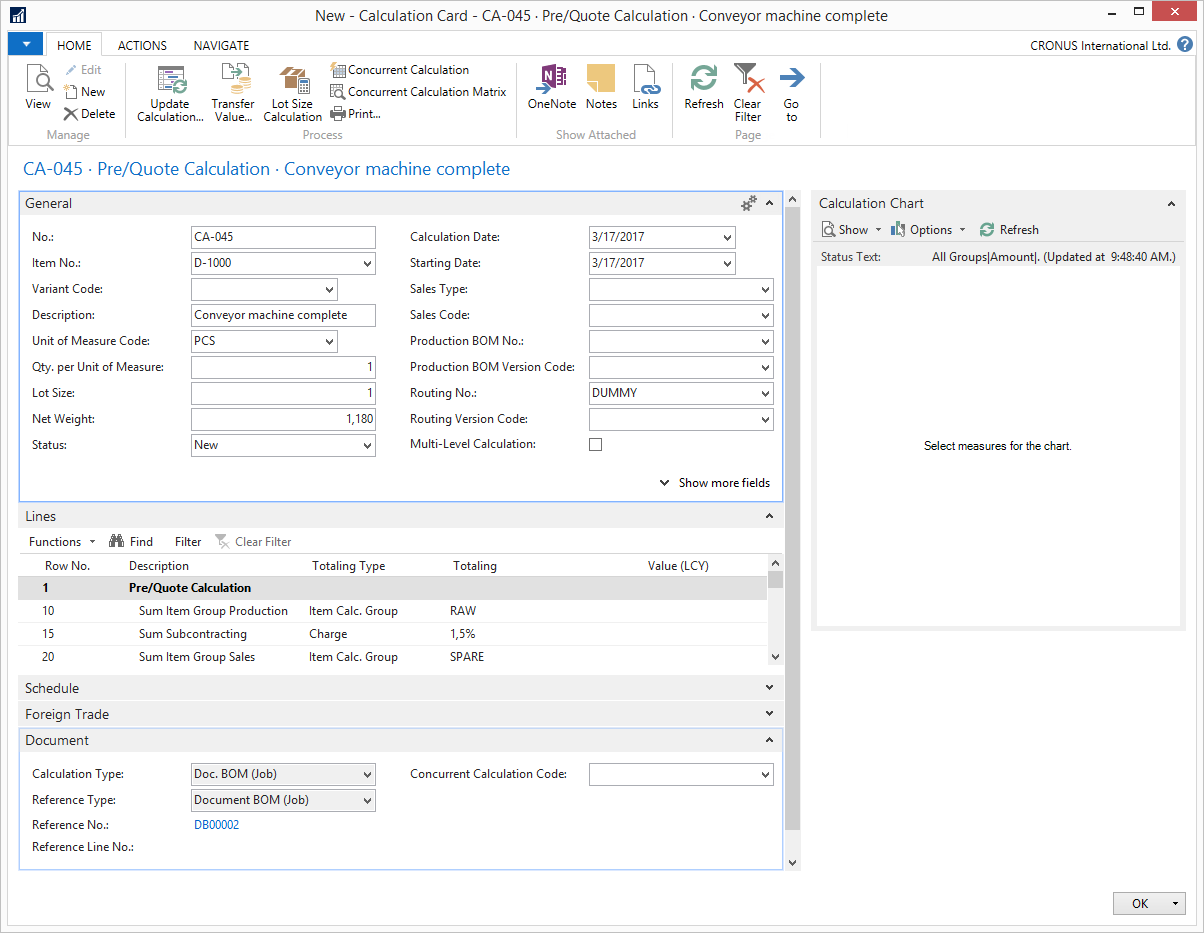 New - Calculation Card - CA-045 · Pre/Quote Calculation · Conveyor machine complete
HOME ACTIONS NAVIGATE CRONUS International Ltd. ?
View
Edit
New
Delete
Manage
Update Calculation...
Transfer Value...
Lot Size Calculation
Concurrent Calculation
Concurrent Calculation Matrix
Print...
Process
OneNote
Notes
Links
Show Attached
Refresh
Clear Filter
Go to
Page
CA-045 · Pre/Quote Calculation · Conveyor machine complete
General
No.: CA-045
Item No.: D-1000
Variant Code:
Description: Conveyor machine complete
Unit of Measure Code: PCS
Qty. per Unit of Measure: 1
Lot Size: 1
Net Weight: 1,180
Status: New
Calculation Date: 3/17/2017
Starting Date: 3/17/2017
Sales Type:
Sales Code:
Production BOM No.:
Production BOM Version Code:
Routing No.: DUMMY
Routing Version Code:
Multi-Level Calculation:
Show more fields
Lines
Functions Find Filter Clear Filter
Row No. Description Totaling Type Totaling Value (LCY)
1 Pre/Quote Calculation
10 Sum Item Group Production Item Calc. Group RAW
15 Sum Subcontracting Charge 1,5%
20 Sum Item Group Sales Item Calc. Group SPARE
Schedule
Foreign Trade
Document
Calculation Type: Doc. BOM (Job)
Reference Type: Document BOM (Job)
Reference No.: DB00002
Reference Line No.:
Concurrent Calculation Code:
Calculation Chart
Show Options Refresh
Status Text: All Groups|Amount|. (Updated at 9:48:40 AM.)
Select measures for the chart.
OK